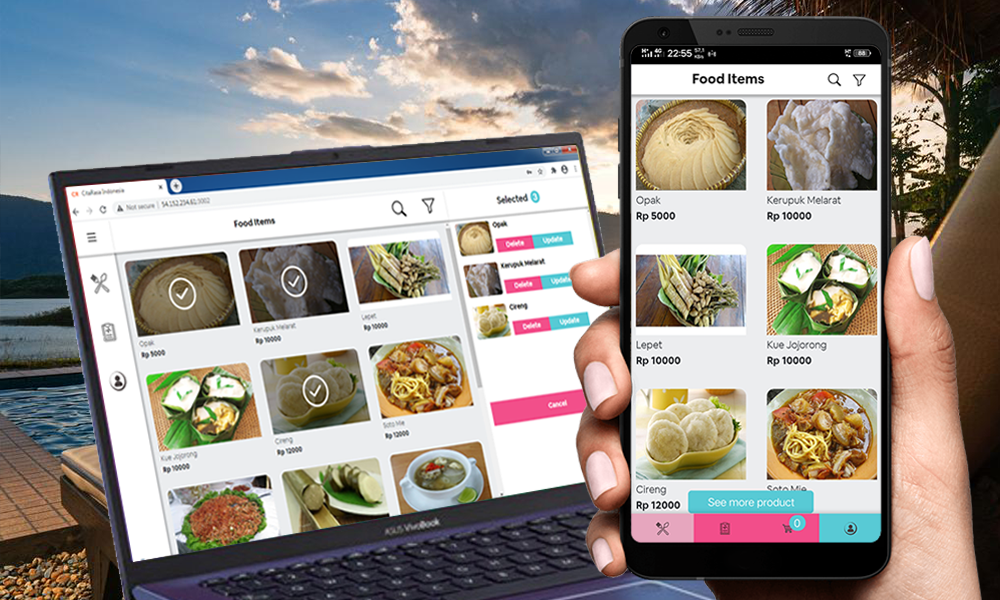 CitaRasa Indonesia
Not secure
54.152.234.61:3002
Food Items
Selected 3
Opak
Delete Update
Kerupuk Melarat
Delete Update
Cireng
Delete Update
Cancel
Opak
Rp 5000
Kerupuk Melarat
Rp 10000
Lepet
Rp 10000
Kue Jojorong
Rp 10000
Cireng
Rp 12000
Soto Mie
Rp 12000
ASUS VivoBook
22:55
Food Items
Opak
Rp 5000
Kerupuk Melarat
Rp 10000
Lepet
Rp 10000
Kue Jojorong
Rp 10000
Cireng
Rp 12000
Soto Mie
See more product
0